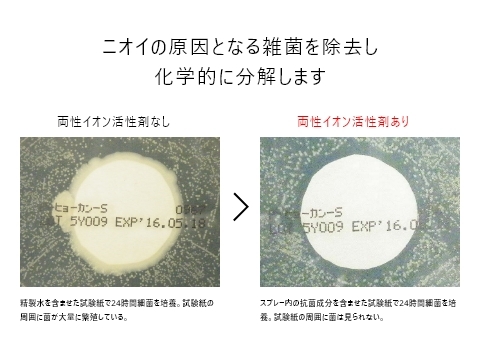 ニオイの原因となる雑菌を除去し
化学的に分解します
両性イオン活性剤なし
両性イオン活性剤あり
ヒョーカンーS
5Y009 EXP'16.05.18
ヒョーカンーS
LOT 5Y009 EXP'16.0
精製水を含ませた試験紙で24時間細菌を培養。試験紙の
周囲に菌が大量に繁殖している。
スプレー内の抗菌成分を含ませた試験紙で24時間細菌を培
養。試験紙の周囲に菌は見られない。